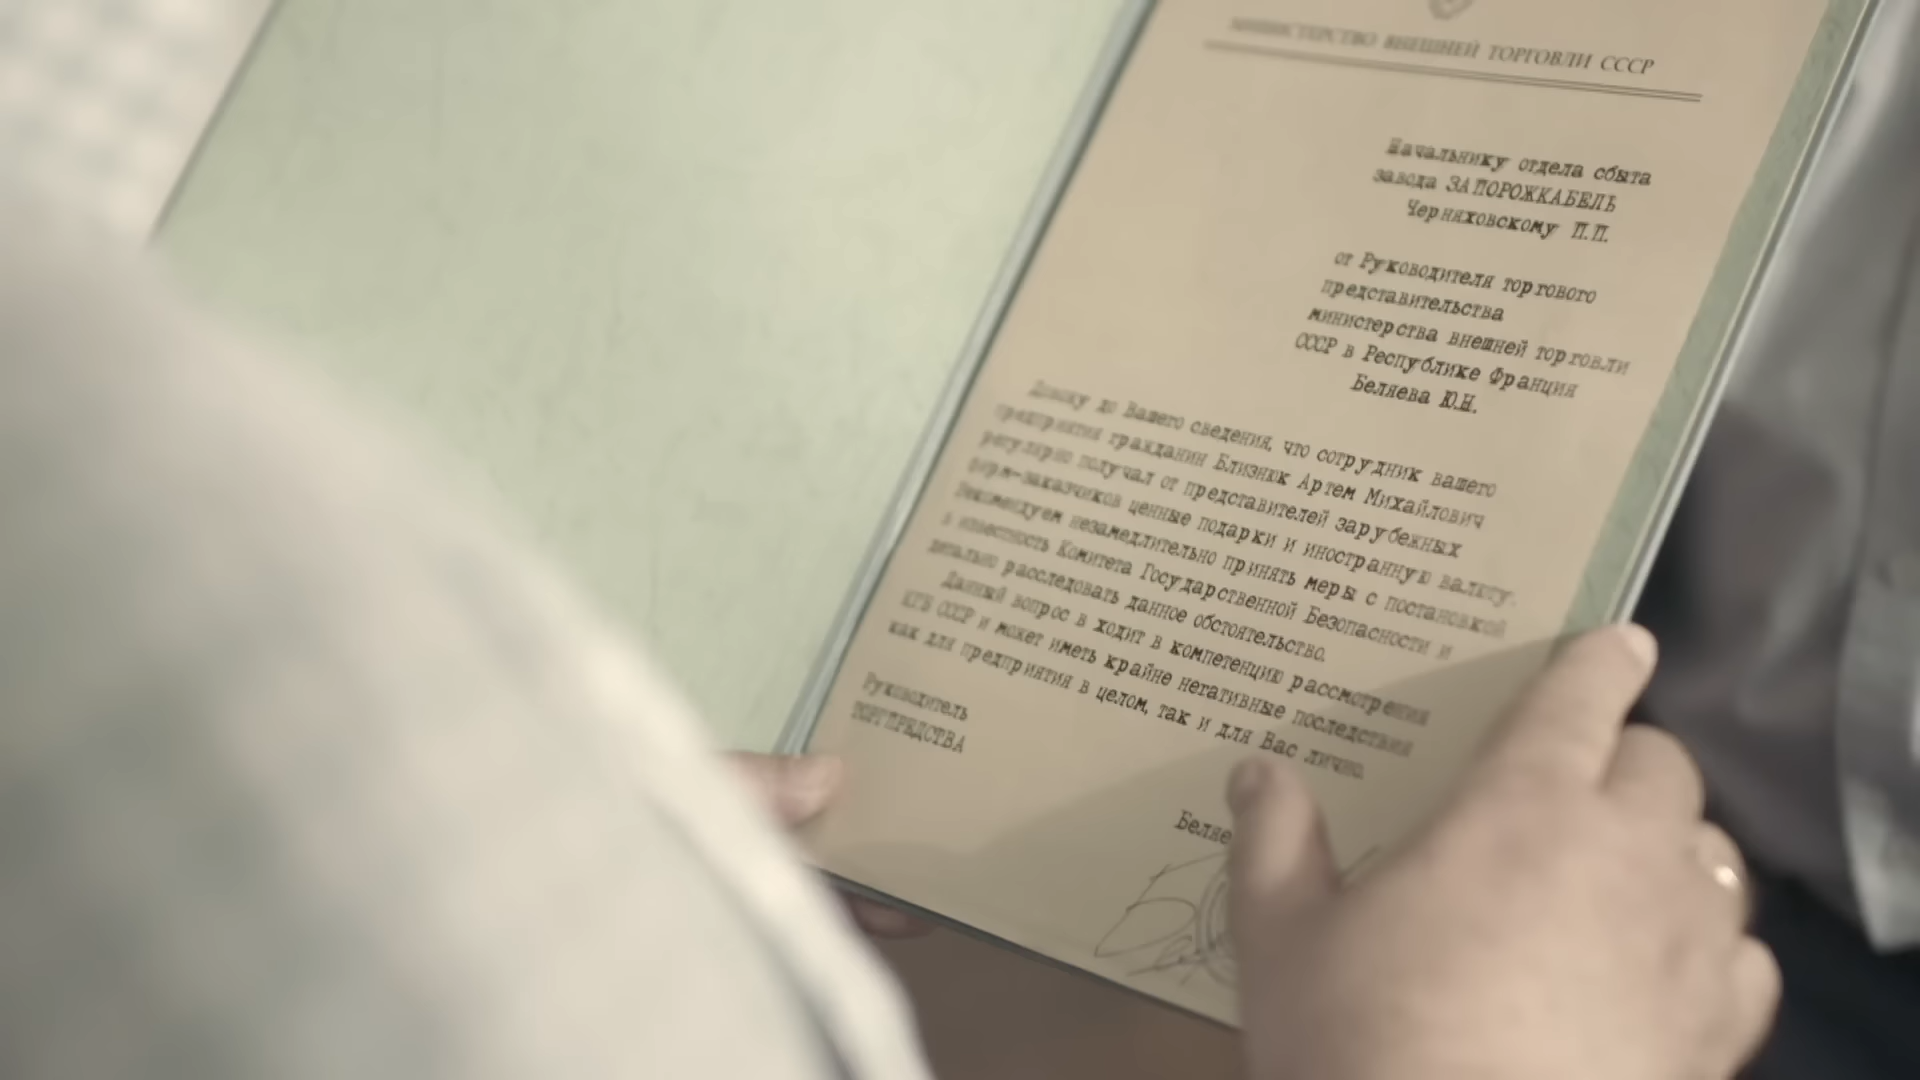 МИНИСТЕРСТВО ВНЕШНЕЙ ТОРГОВЛИ СССР
Начальнику отдела сбыта
завода ЗАПОРОЖКАБЕЛЬ
Черняховскому П.П.
от Руководителя торгового
представительства
министерства внешней торговли
СССР в Республике Франция
Беляева Ю.Н.
Довожу до Вашего сведения, что сотрудник вашего
предприятия гражданин Близнюк Артем Михайлович
регулярно получал от представителей зарубежных
фирм-заказчиков ценные подарки и иностранную валюту.
Рекомендуем незамедлительно принять меры с постановкой
в известность Комитета Государственной Безопасности и
детально расследовать данное обстоятельство.
Данный вопрос в ходит в компетенцию рассмотрения
КГБ СССР и может иметь крайне негативные последствия
как для предприятия в целом, так и для Вас лично.
Руководитель
ТОРГПРЕДСТВА
Беляе